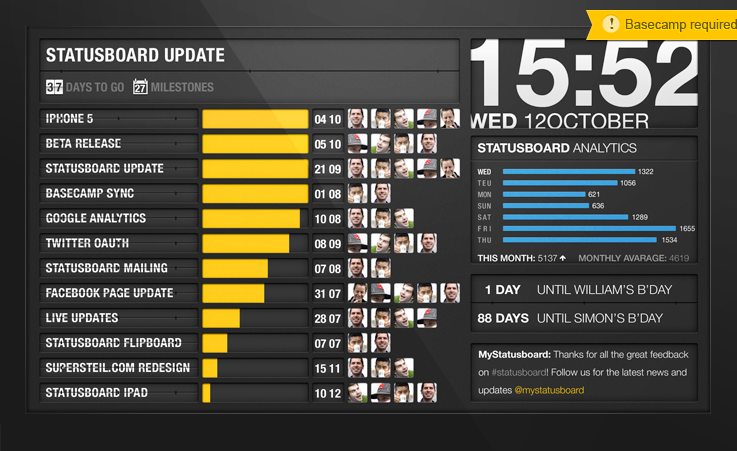 Basecamp required
STATUSBOARD UPDATE
37 DAYS TO GO 27 MILESTONES
IPHONE 5 04 10
BETA RELEASE 05 10
STATUSBOARD UPDATE 21 09
BASECAMP SYNC 01 08
GOOGLE ANALYTICS 10 08
TWITTER OAUTH 08 09
STATUSBOARD MAILING 07 08
FACEBOOK PAGE UPDATE 31 07
LIVE UPDATES 28 07
STATUSBOARD FLIPBOARD 07 07
SUPERSTEIL.COM REDESIGN 15 11
STATUSBOARD IPAD 10 12
15:52
WED 12OCTOBER
STATUSBOARD ANALYTICS
WED 1322
TEU 1056
MON 621
SUN 636
SAT 1289
FRI 1655
THU 1534
THIS MONTH: 5137 MONTHLY AVARAGE: 4619
1 DAY UNTIL WILLIAM'S B'DAY
88 DAYS UNTIL SIMON'S B'DAY
MyStatusboard: Thanks for all the great feedback
on #statusboard! Follow us for the latest news and
updates @mystatusboard